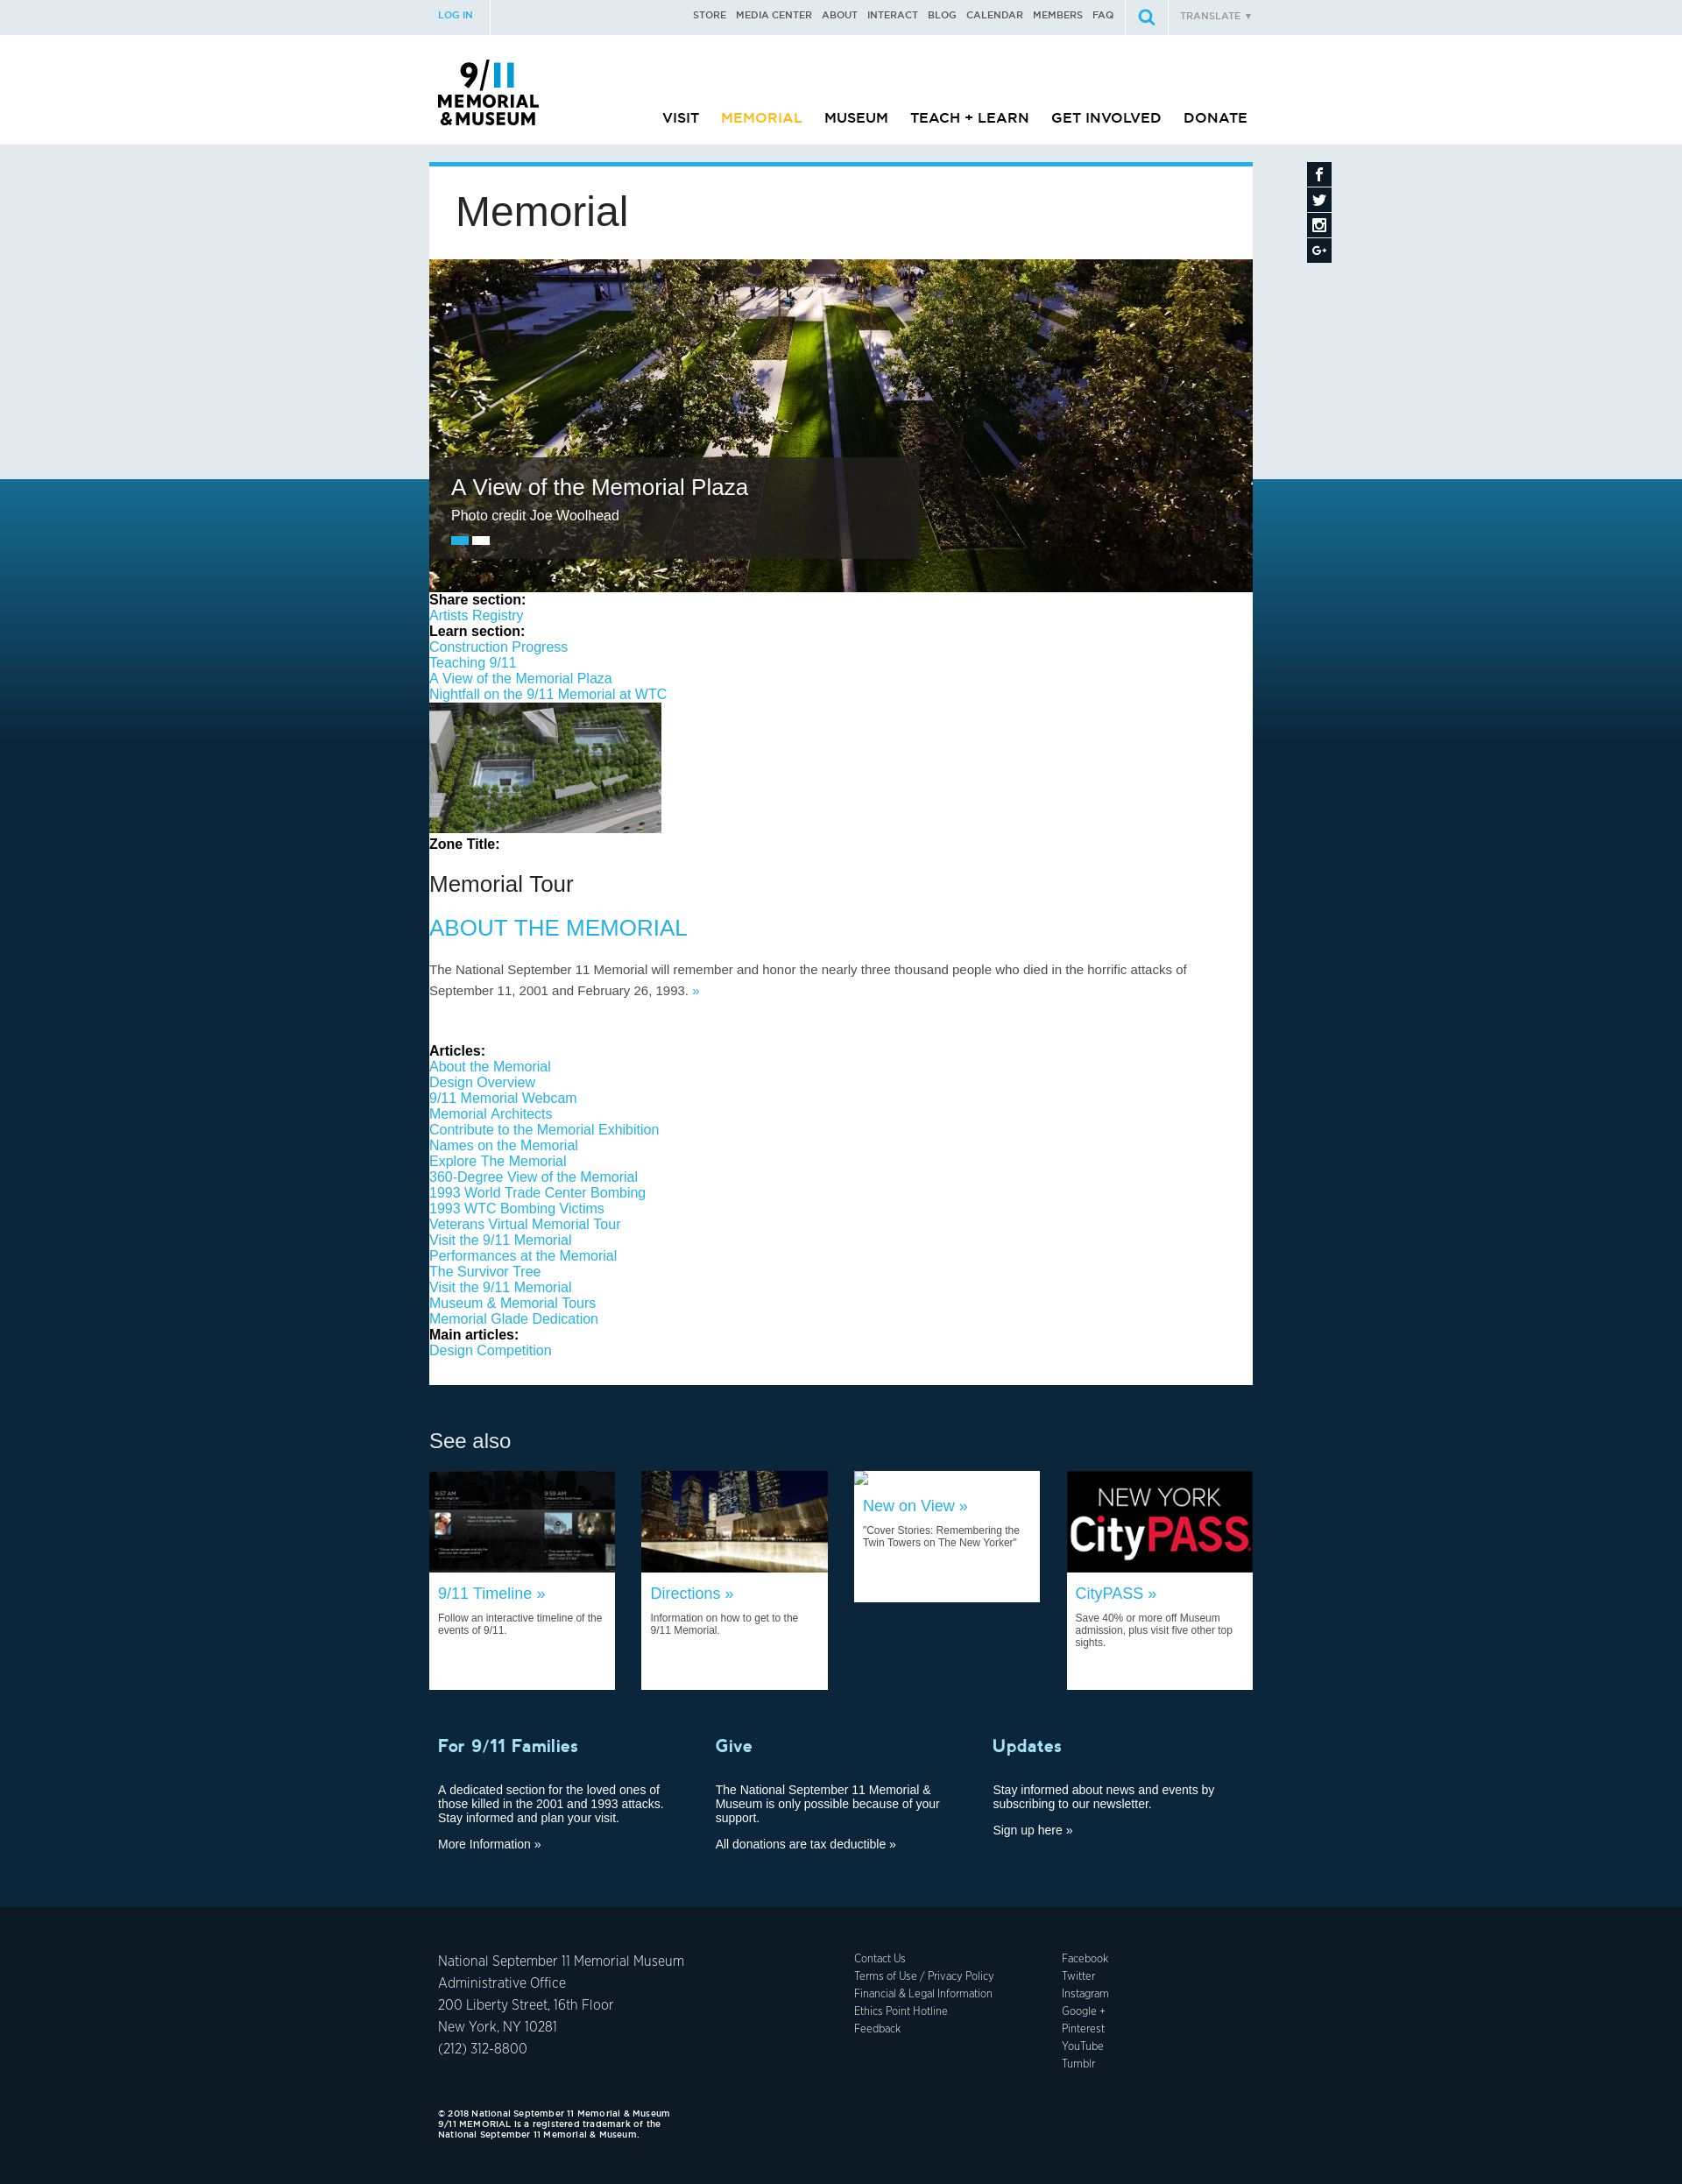 LOG IN
STORE MEDIA CENTER ABOUT INTERACT BLOG CALENDAR MEMBERS FAQ
TRANSLATE ▼
9/11
MEMORIAL
& MUSEUM
VISIT MEMORIAL MUSEUM TEACH + LEARN GET INVOLVED DONATE
Memorial
A View of the Memorial Plaza
Photo credit Joe Woolhead
Share section:
Artists Registry
Learn section:
Construction Progress
Teaching 9/11
A View of the Memorial Plaza
Nightfall on the 9/11 Memorial at WTC
Zone Title:
Memorial Tour
ABOUT THE MEMORIAL
The National September 11 Memorial will remember and honor the nearly three thousand people who died in the horrific attacks of
September 11, 2001 and February 26, 1993. »
Articles:
About the Memorial
Design Overview
9/11 Memorial Webcam
Memorial Architects
Contribute to the Memorial Exhibition
Names on the Memorial
Explore The Memorial
360-Degree View of the Memorial
1993 World Trade Center Bombing
1993 WTC Bombing Victims
Veterans Virtual Memorial Tour
Visit the 9/11 Memorial
Performances at the Memorial
The Survivor Tree
Visit the 9/11 Memorial
Museum & Memorial Tours
Memorial Glade Dedication
Main articles:
Design Competition
See also
9:57 AM
9:59 AM
9/11 Timeline »
Follow an interactive timeline of the
events of 9/11.
Directions »
Information on how to get to the
9/11 Memorial.
New on View »
"Cover Stories: Remembering the
Twin Towers on The New Yorker"
NEW YORK
CityPASS
CityPASS »
Save 40% or more off Museum
admission, plus visit five other top
sights.
For 9/11 Families
A dedicated section for the loved ones of
those killed in the 2001 and 1993 attacks.
Stay informed and plan your visit.
More Information »
Give
The National September 11 Memorial &
Museum is only possible because of your
support.
All donations are tax deductible »
Updates
Stay informed about news and events by
subscribing to our newsletter.
Sign up here »
National September 11 Memorial Museum
Administrative Office
200 Liberty Street, 16th Floor
New York, NY 10281
(212) 312-8800
Contact Us
Terms of Use / Privacy Policy
Financial & Legal Information
Ethics Point Hotline
Feedback
Facebook
Twitter
Instagram
Google +
Pinterest
YouTube
Tumblr
© 2018 National September 11 Memorial & Museum
9/11 MEMORIAL is a registered trademark of the
National September 11 Memorial & Museum.